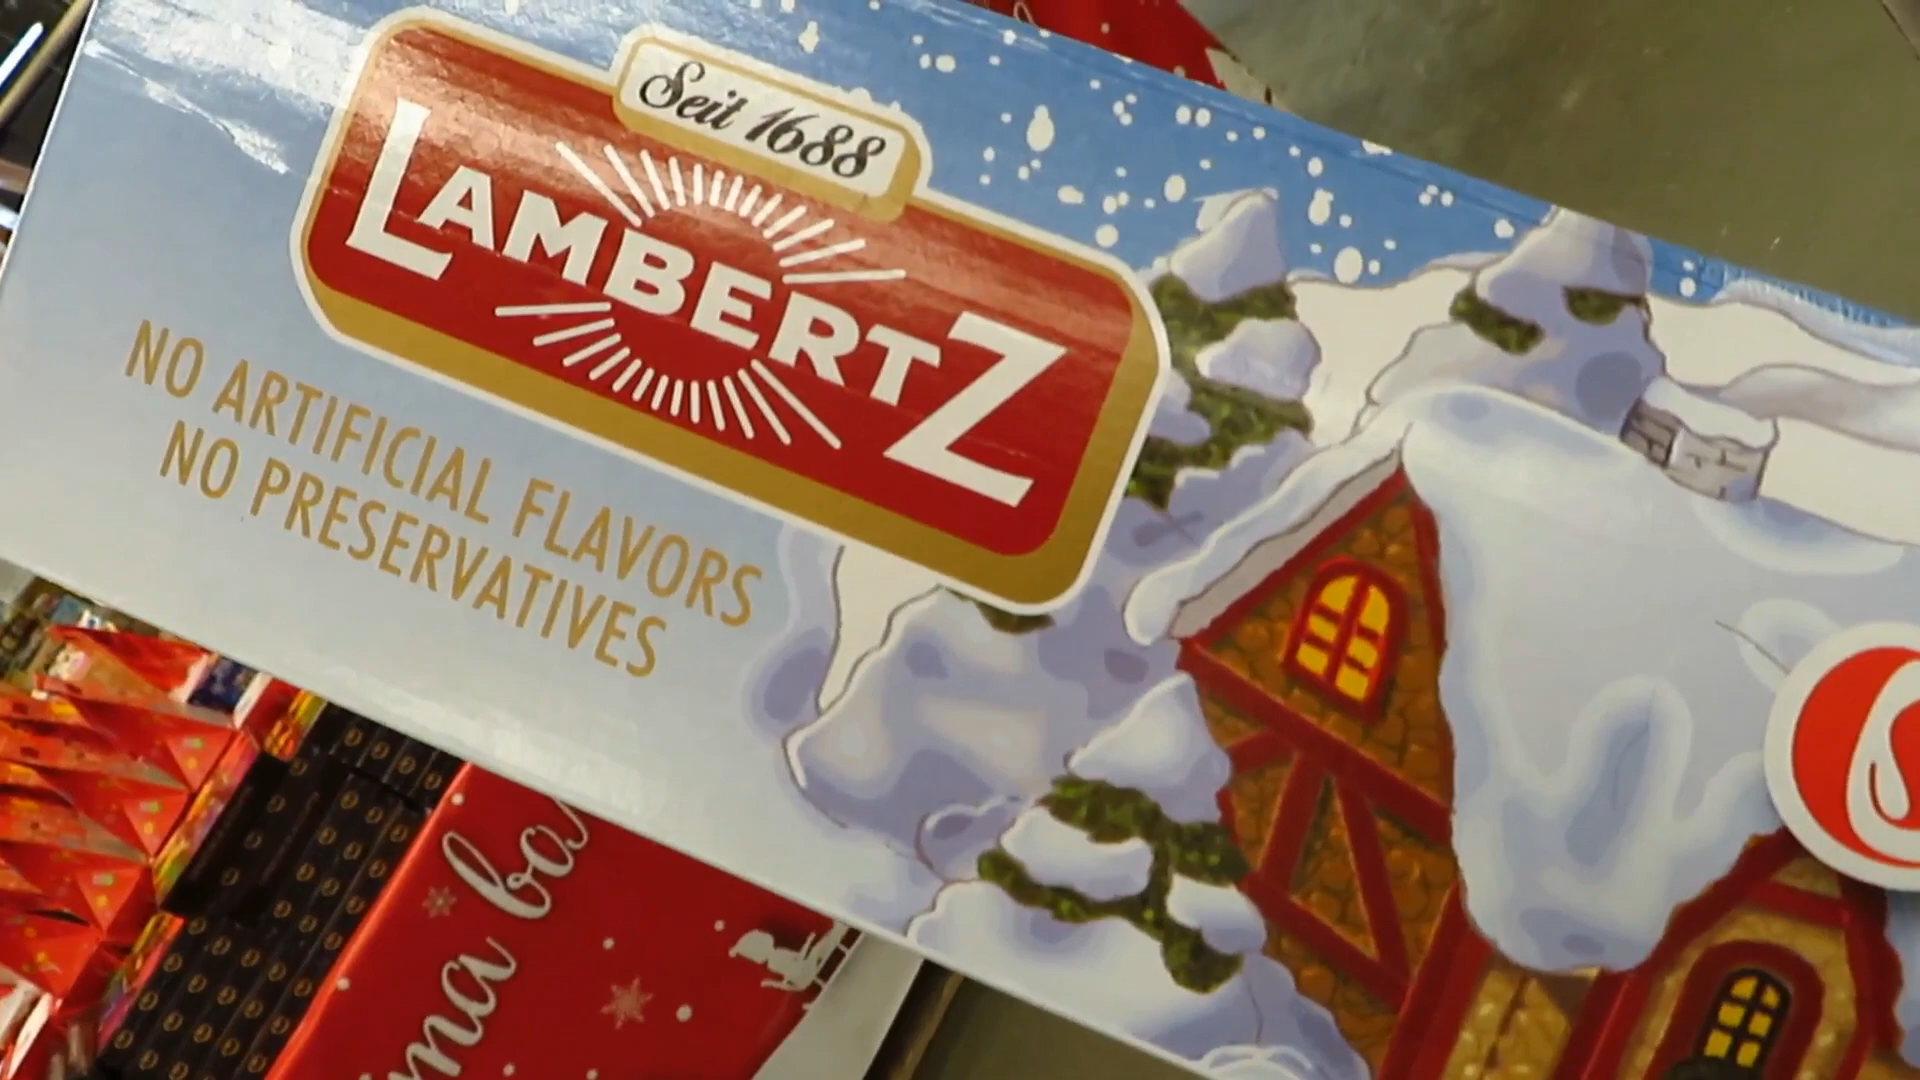 Seit 1688
LAMBERTZ
NO ARTIFICIAL FLAVORS
NO PRESERVATIVES